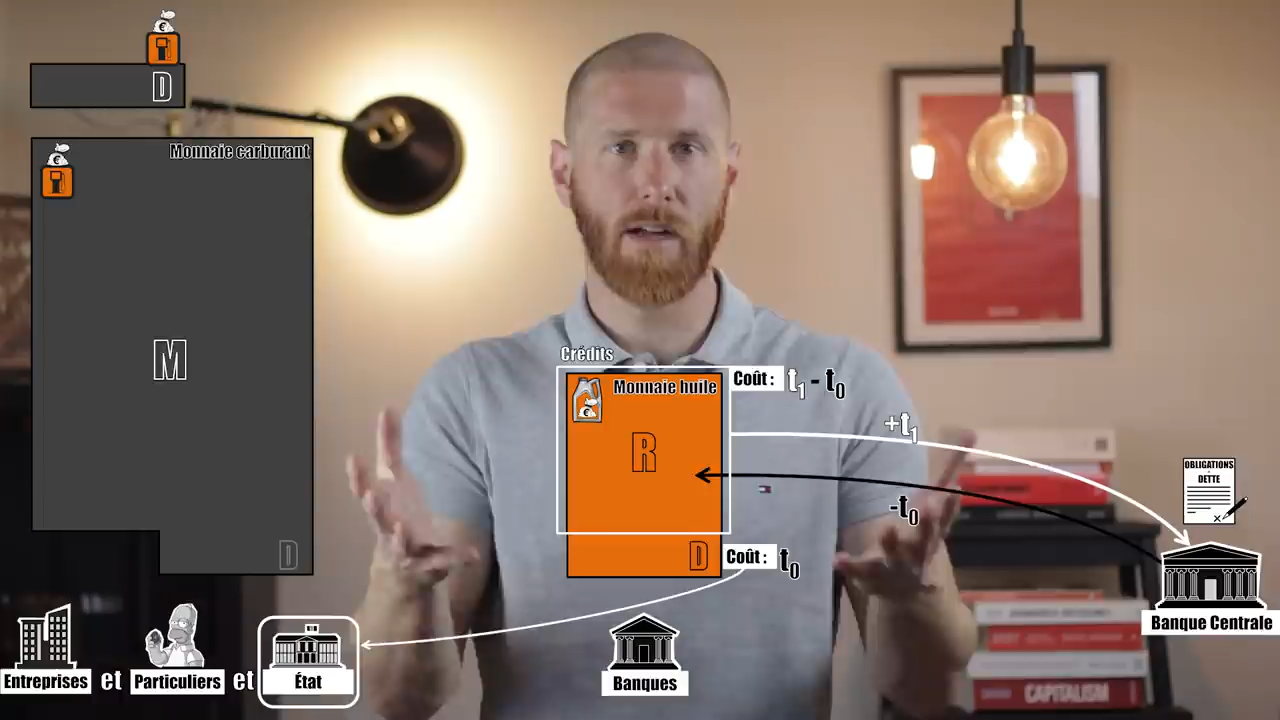 D
Monnaie carburant
M
D
Crédits
Monnaie huile
R
D
Coût : t1 - t0
+t1
-t0
Coût : t0
OBLIGATIONS
DETTE
Banque Centrale
Entreprises et Particuliers et État
Banques
CAPITALISM